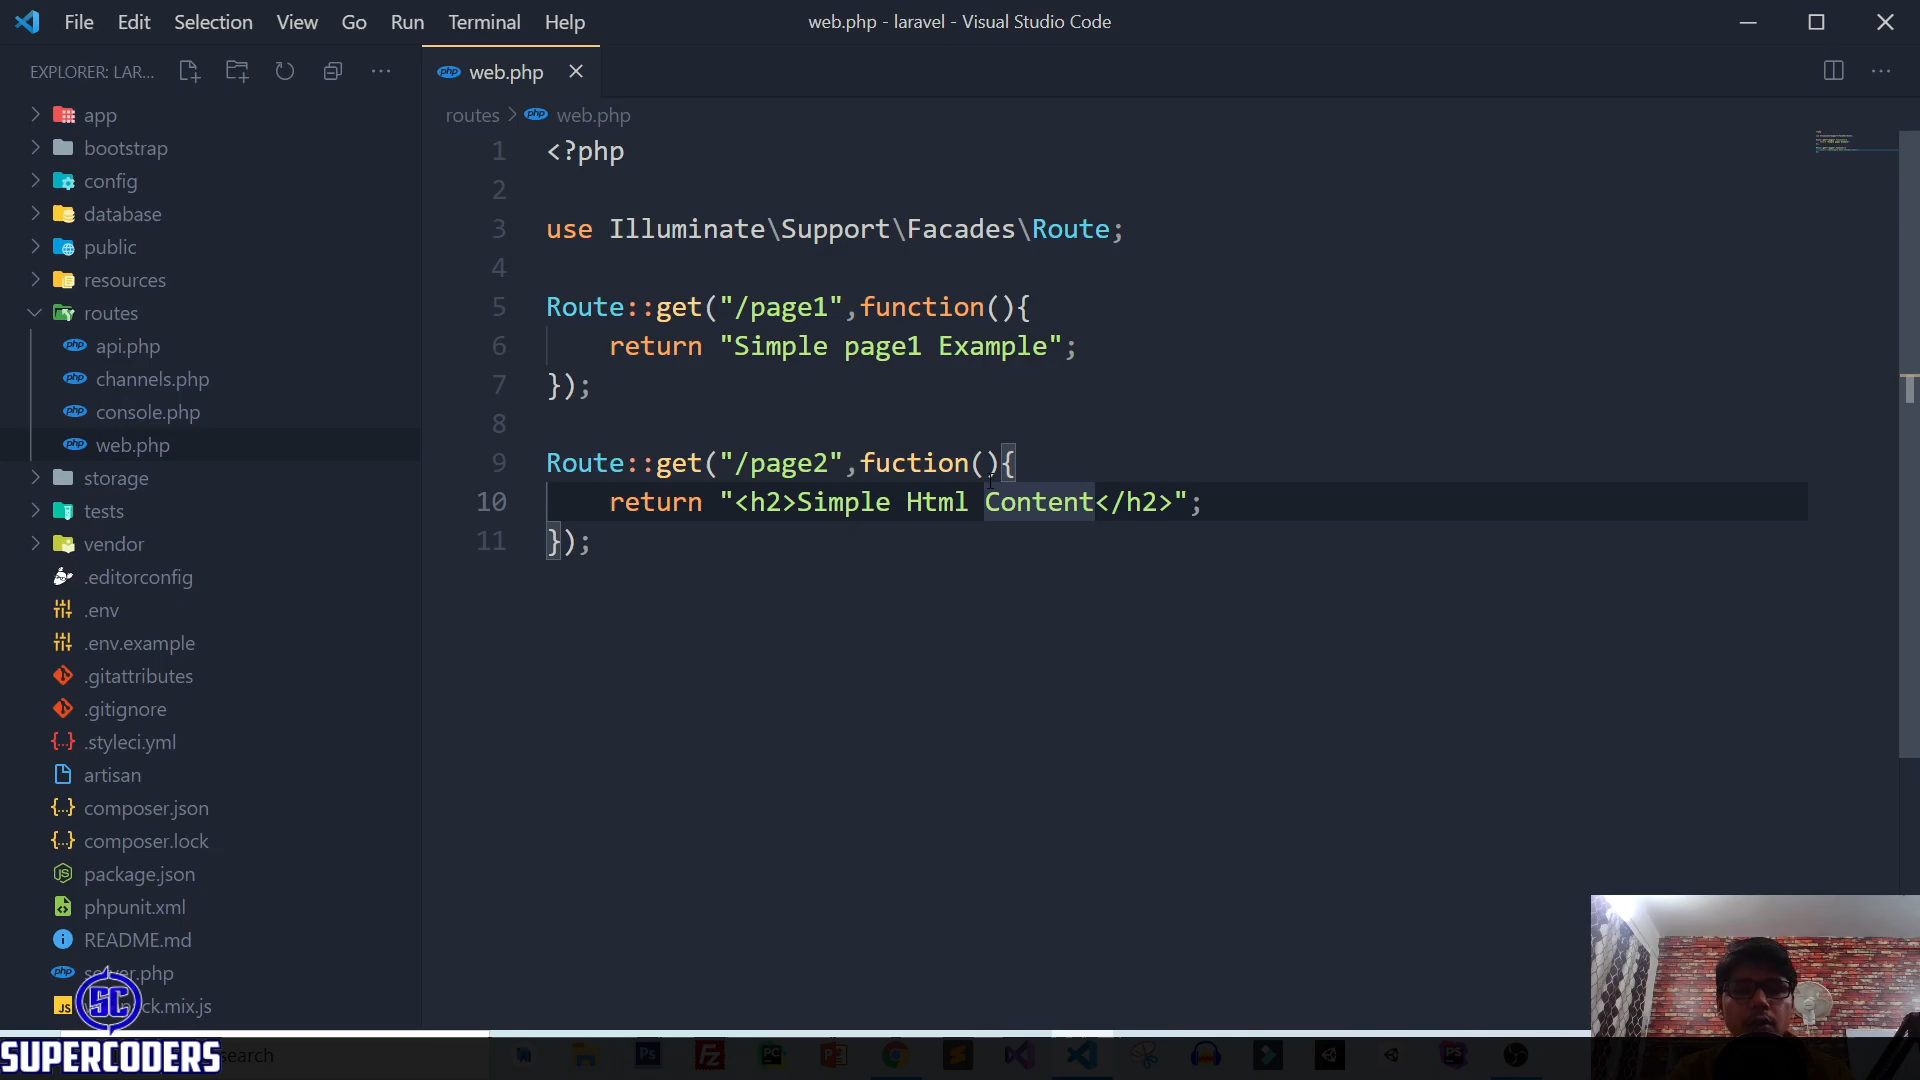 File Edit Selection View Go Run Terminal Help
web.php - laravel - Visual Studio Code
EXPLORER: LAR...
web.php
routes > web.php
app
bootstrap
config
database
public
resources
routes
api.php
channels.php
console.php
web.php
storage
tests
vendor
.editorconfig
.env
.env.example
.gitattributes
.gitignore
.styleci.yml
artisan
composer.json
composer.lock
package.json
phpunit.xml
README.md
1 <?php
2
3 use Illuminate\Support\Facades\Route;
4
5 Route::get("/page1",function(){
6 return "Simple page1 Example";
7 });
8
9 Route::get("/page2",fuction(){
10 return "<h2>Simple Html Content</h2>";
11 });
SC
SUPERCODERS
search